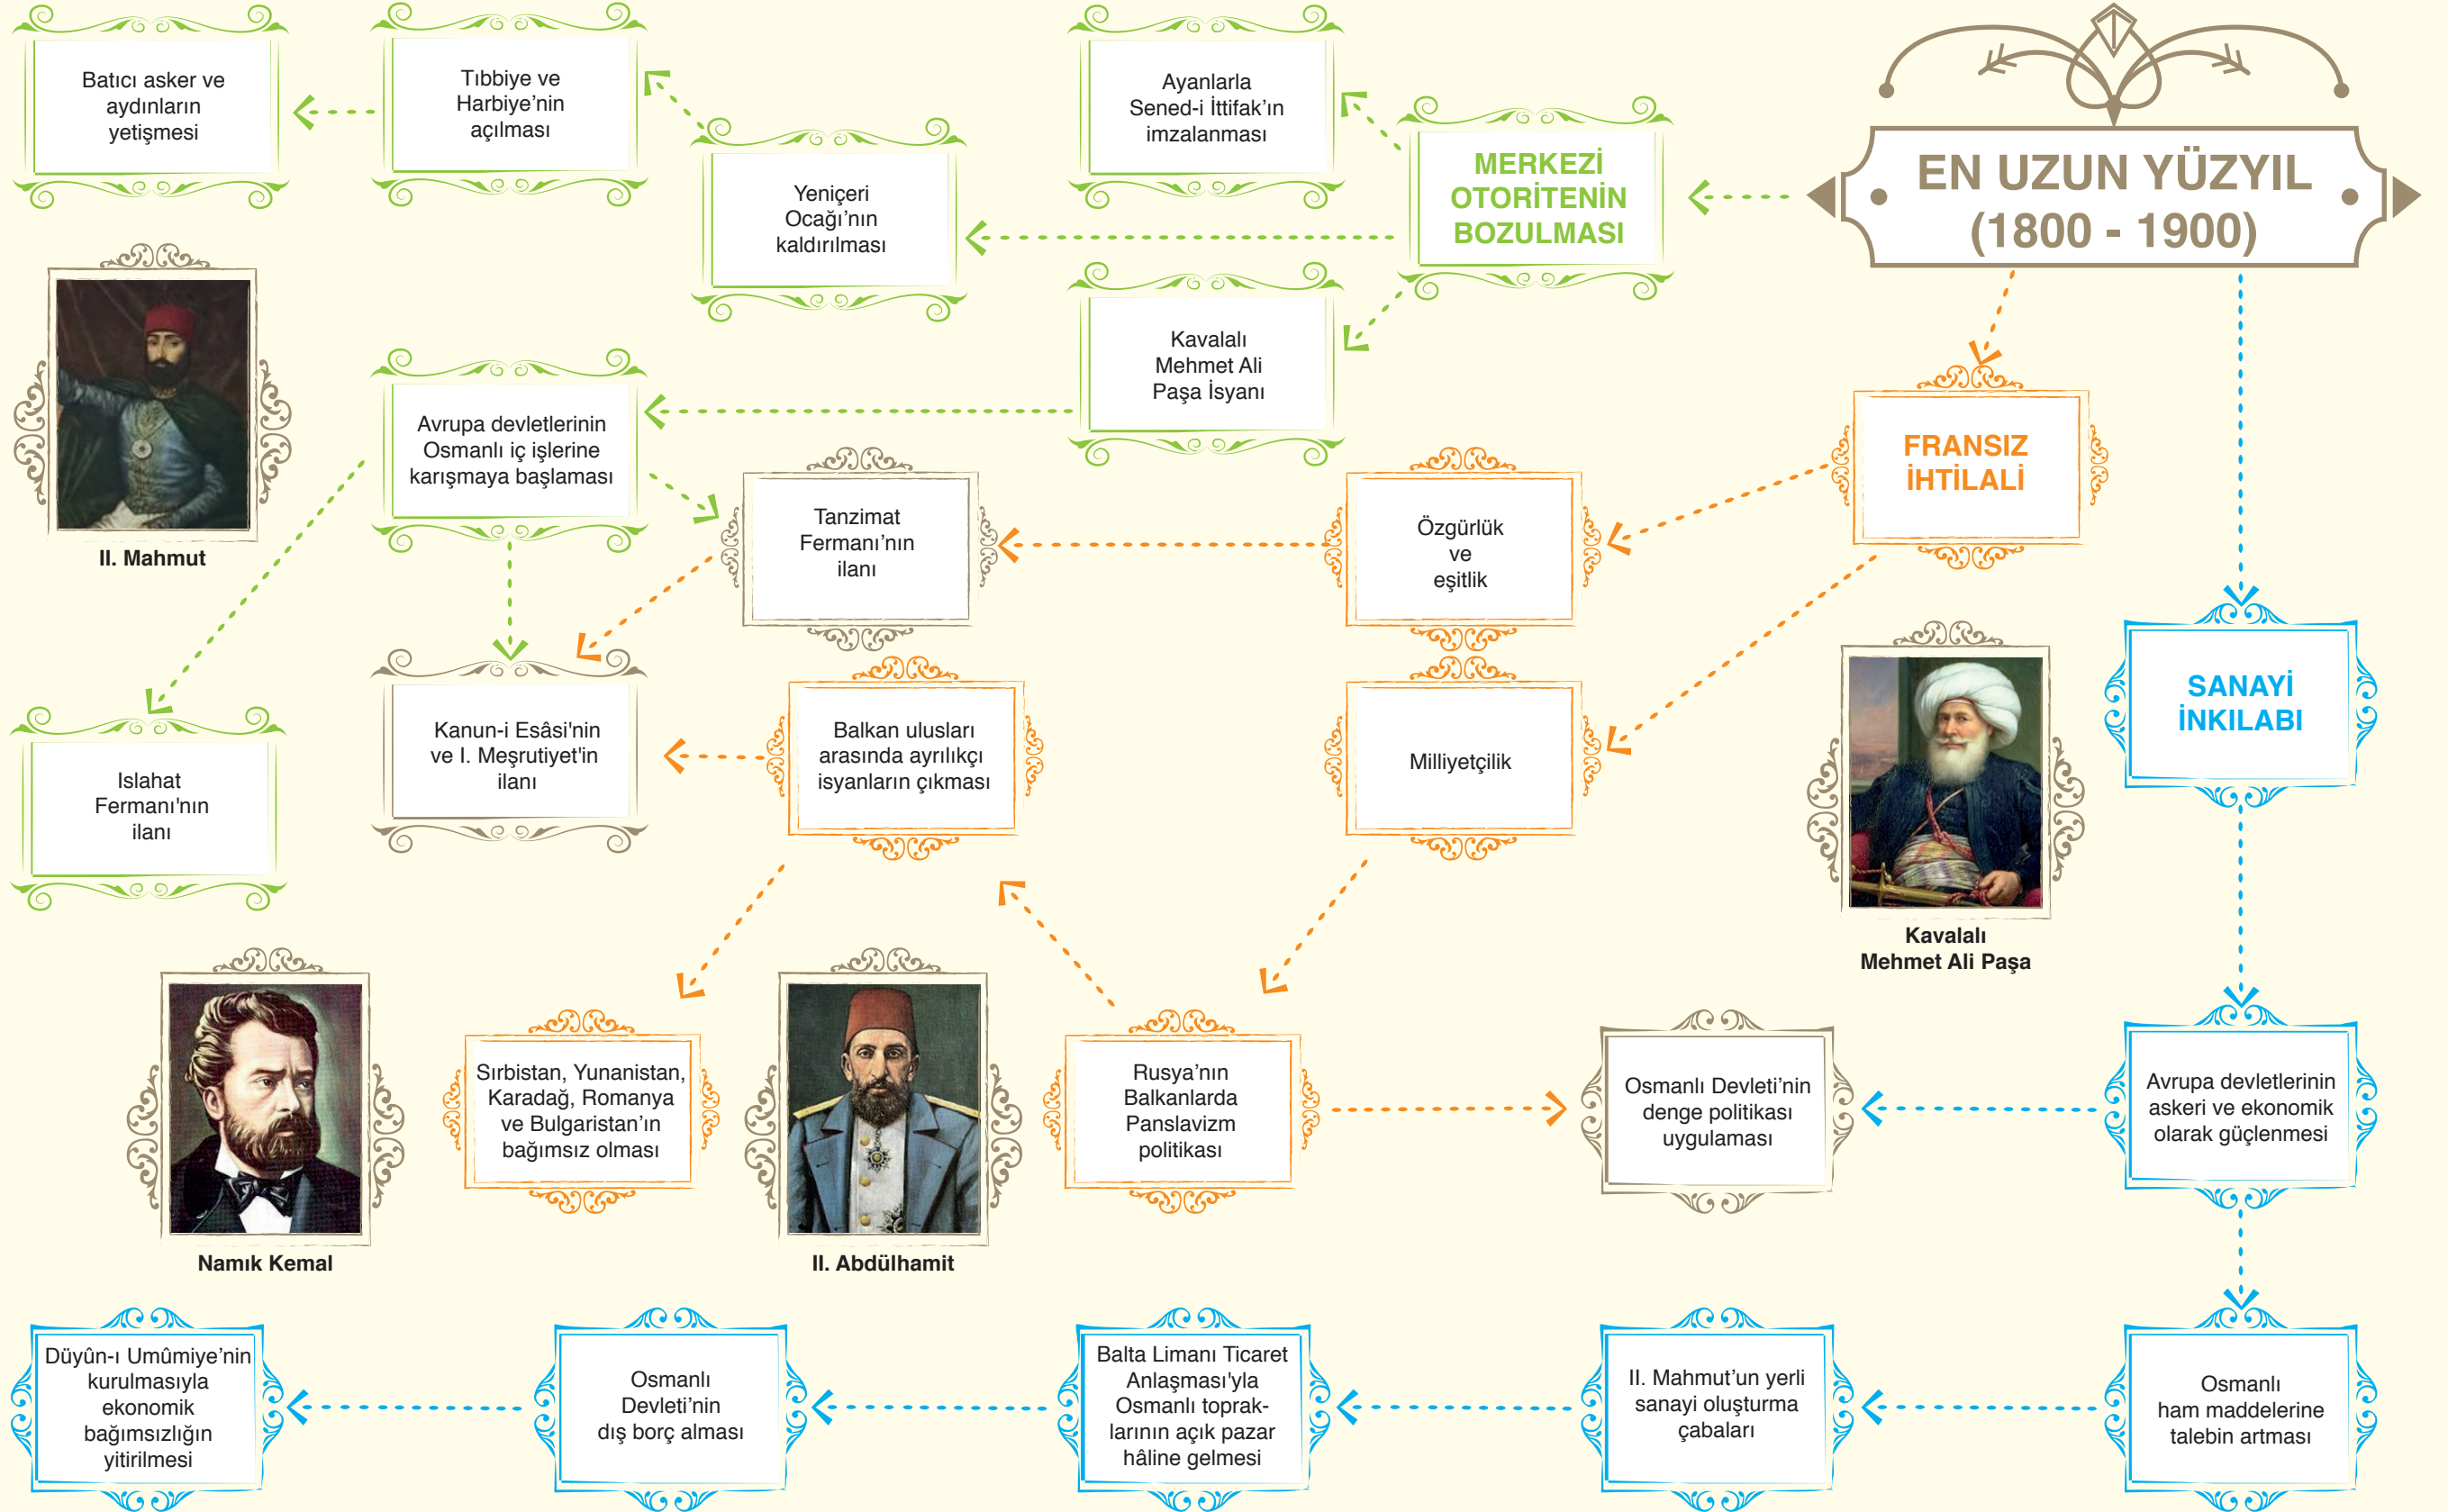 EN UZUN YÜZYIL
(1800 - 1900)
MERKEZİ
OTORİTENİN
BOZULMASI
Ayanlarla
Sened-i İttifak’ın
imzalanması
Yeniçeri
Ocağı’nın
kaldırılması
Tıbbiye ve
Harbiye’nin
açılması
Batıcı asker ve
aydınların
yetişmesi
Kavalalı
Mehmet Ali
Paşa İsyanı
Avrupa devletlerinin
Osmanlı iç işlerine
karışmaya başlaması
II. Mahmut
FRANSIZ
İHTİLALİ
Özgürlük
ve
eşitlik
Tanzimat
Fermanı’nın
ilanı
Milliyetçilik
Balkan ulusları
arasında ayrılıkçı
isyanların çıkması
Kanun-i Esâsi'nin
ve I. Meşrutiyet'in
ilanı
Islahat
Fermanı'nın
ilanı
SANAYİ
İNKILABI
Kavalalı
Mehmet Ali Paşa
Namık Kemal
Sırbistan, Yunanistan,
Karadağ, Romanya
ve Bulgaristan’ın
bağımsız olması
II. Abdülhamit
Rusya’nın
Balkanlarda
Panslavizm
politikası
Osmanlı Devleti’nin
denge politikası
uygulaması
Avrupa devletlerinin
askeri ve ekonomik
olarak güçlenmesi
Osmanlı
ham maddelerine
talebin artması
II. Mahmut’un yerli
sanayi oluşturma
çabaları
Balta Limanı Ticaret
Anlaşması'yla
Osmanlı toprak-
larının açık pazar
hâline gelmesi
Osmanlı
Devleti’nin
dış borç alması
Düyûn-ı Umûmiye’nin
kurulmasıyla
ekonomik
bağımsızlığın
yitirilmesi